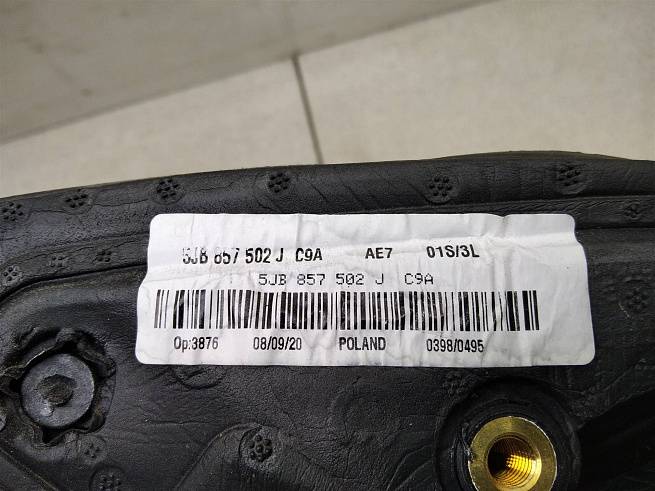 5JB 857 502 J C9A AE7 01S/3L
5JB 857 502 J C9A
Op:3876 08/09/20 POLAND 0398/0495